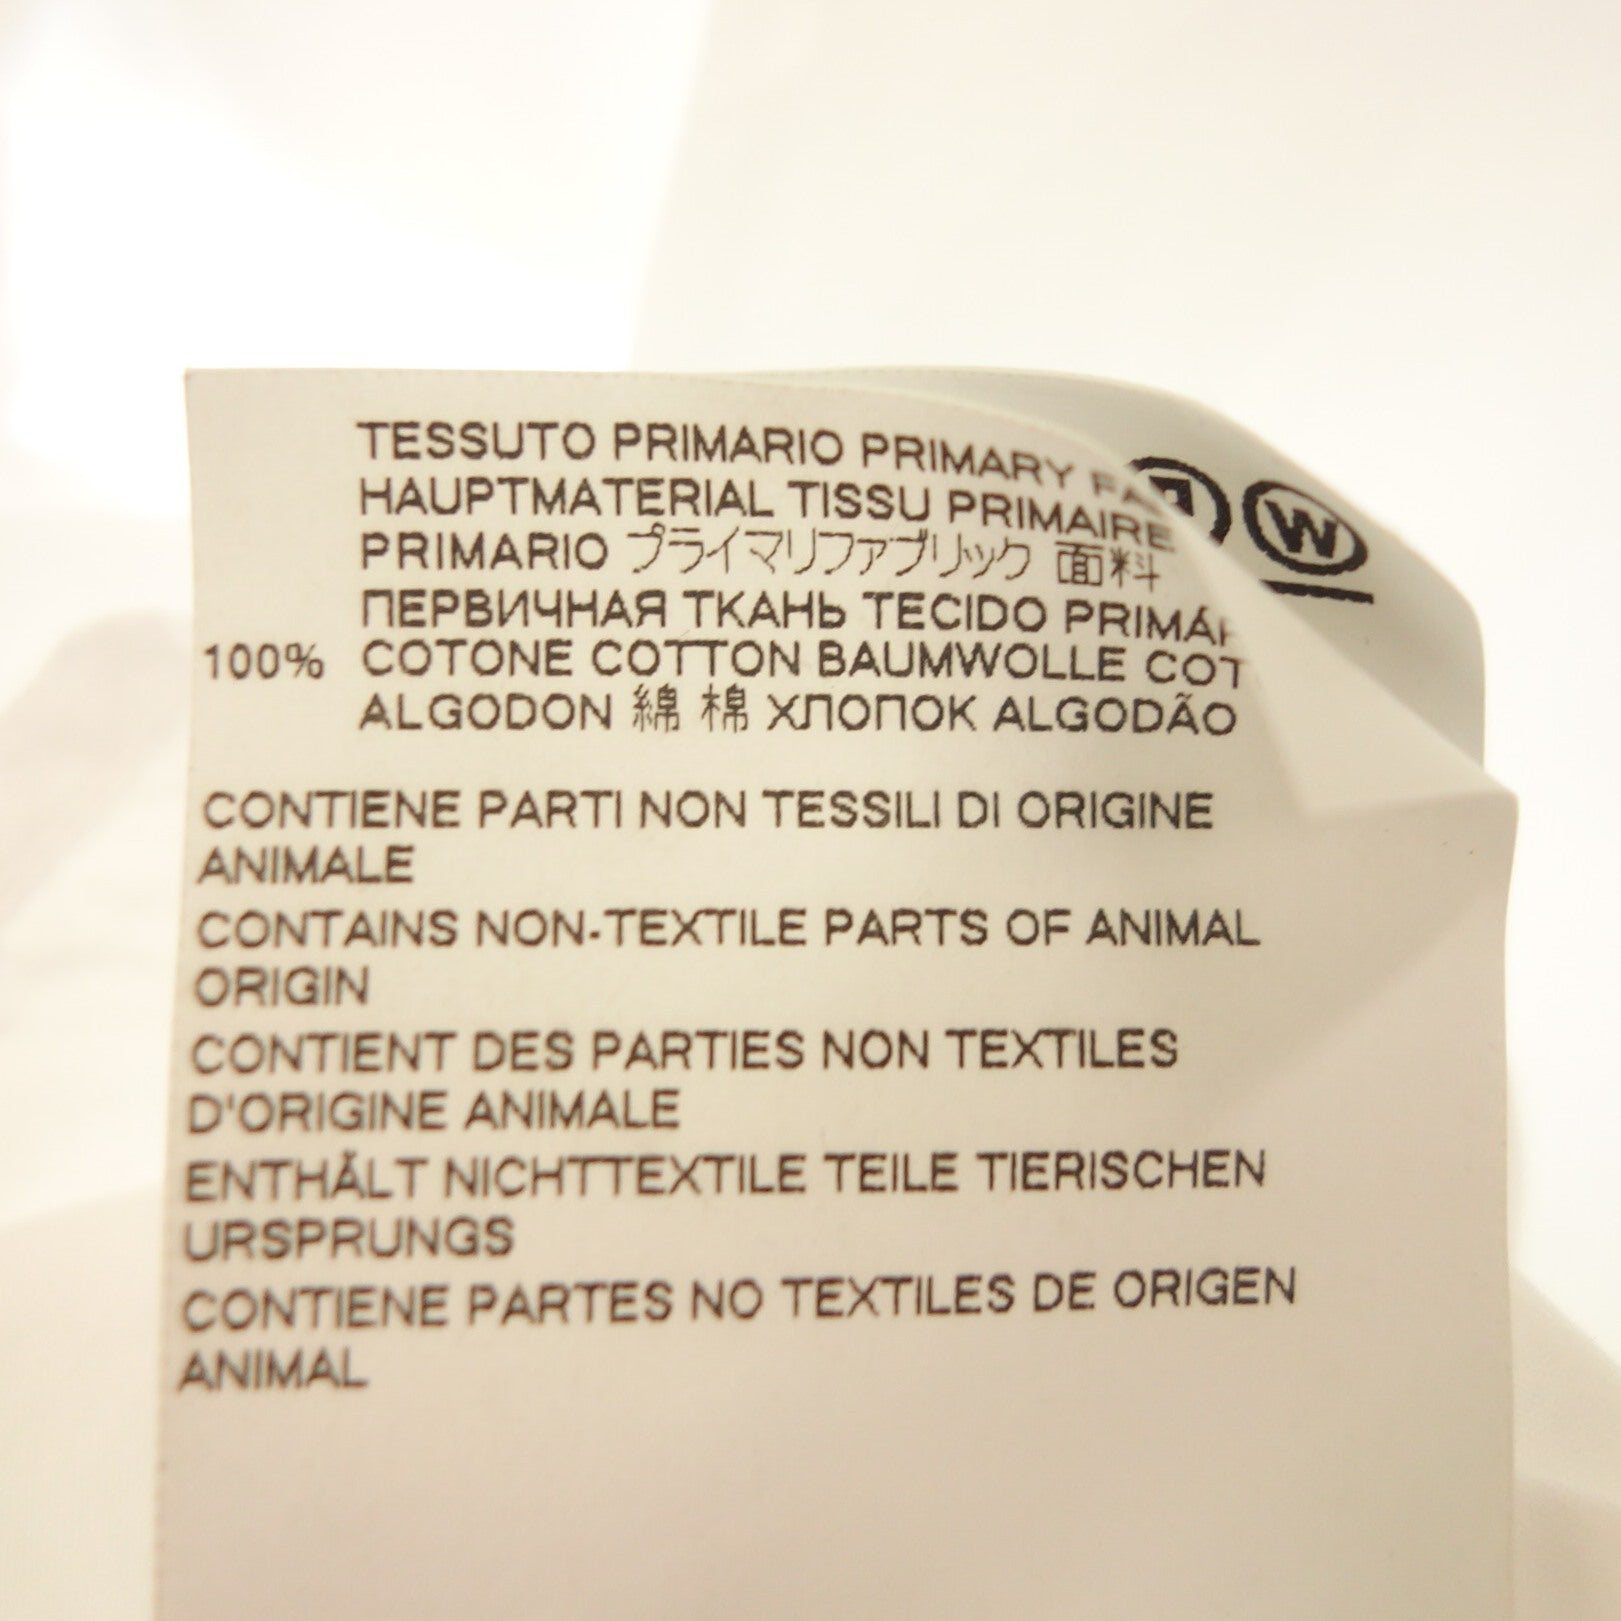 TESSUTO PRIMARIO PRIMARY
HAUPTMATERIAL TISSU PRIMAIRE
PRIMARIO プライマリファブリック 面料
ПЕРВИЧНАЯ ТКАНЬ TECIDO
100% COTONE COTTON BAUMWOLLE
ALGODON 綿 棉 ХЛОПОК ALGODÃO
CONTIENE PARTI NON TESSILI DI ORIGINE
ANIMALE
CONTAINS NON-TEXTILE PARTS OF ANIMAL
ORIGIN
CONTIENT DES PARTIES NON TEXTILES
D'ORIGINE ANIMALE
ENTHÄLT NICHTTEXTILE TEILE TIERISCHEN
URSPRUNGS
CONTIENE PARTES NO TEXTILES DE ORIGEN
ANIMAL
W